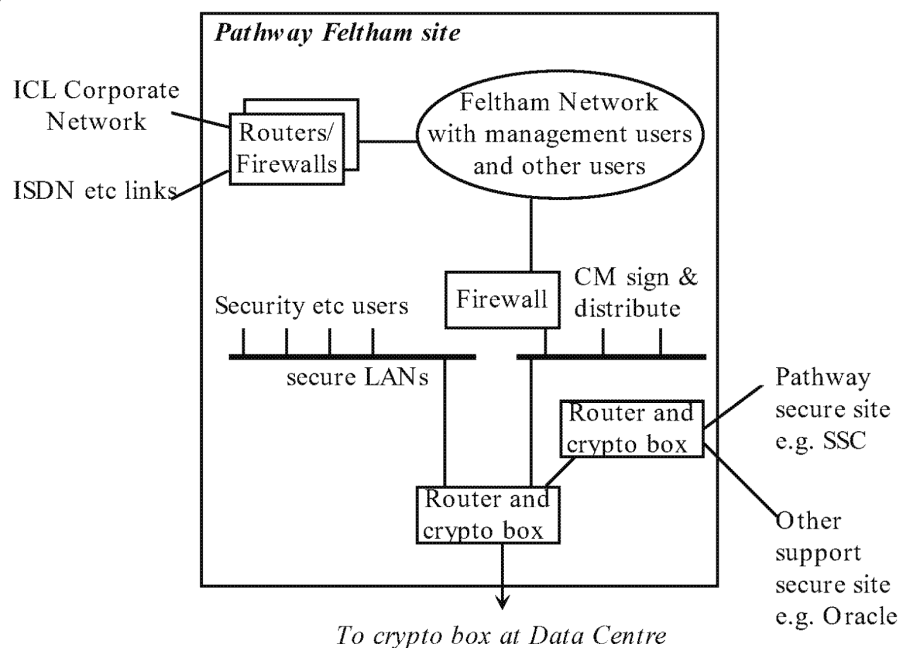 Pathway Feltham site
ICL Corporate
Network
Routers/
Firewalls
ISDN etc links
Feltham Network
with management users
and other users
Firewall
CM sign &
distribute
Security etc users
secure LANs
Router and
crypto box
Pathway
secure site
e.g. SSC
Router and
crypto box
Other
support
secure site
e.g. Oracle
To crypto box at Data Centre